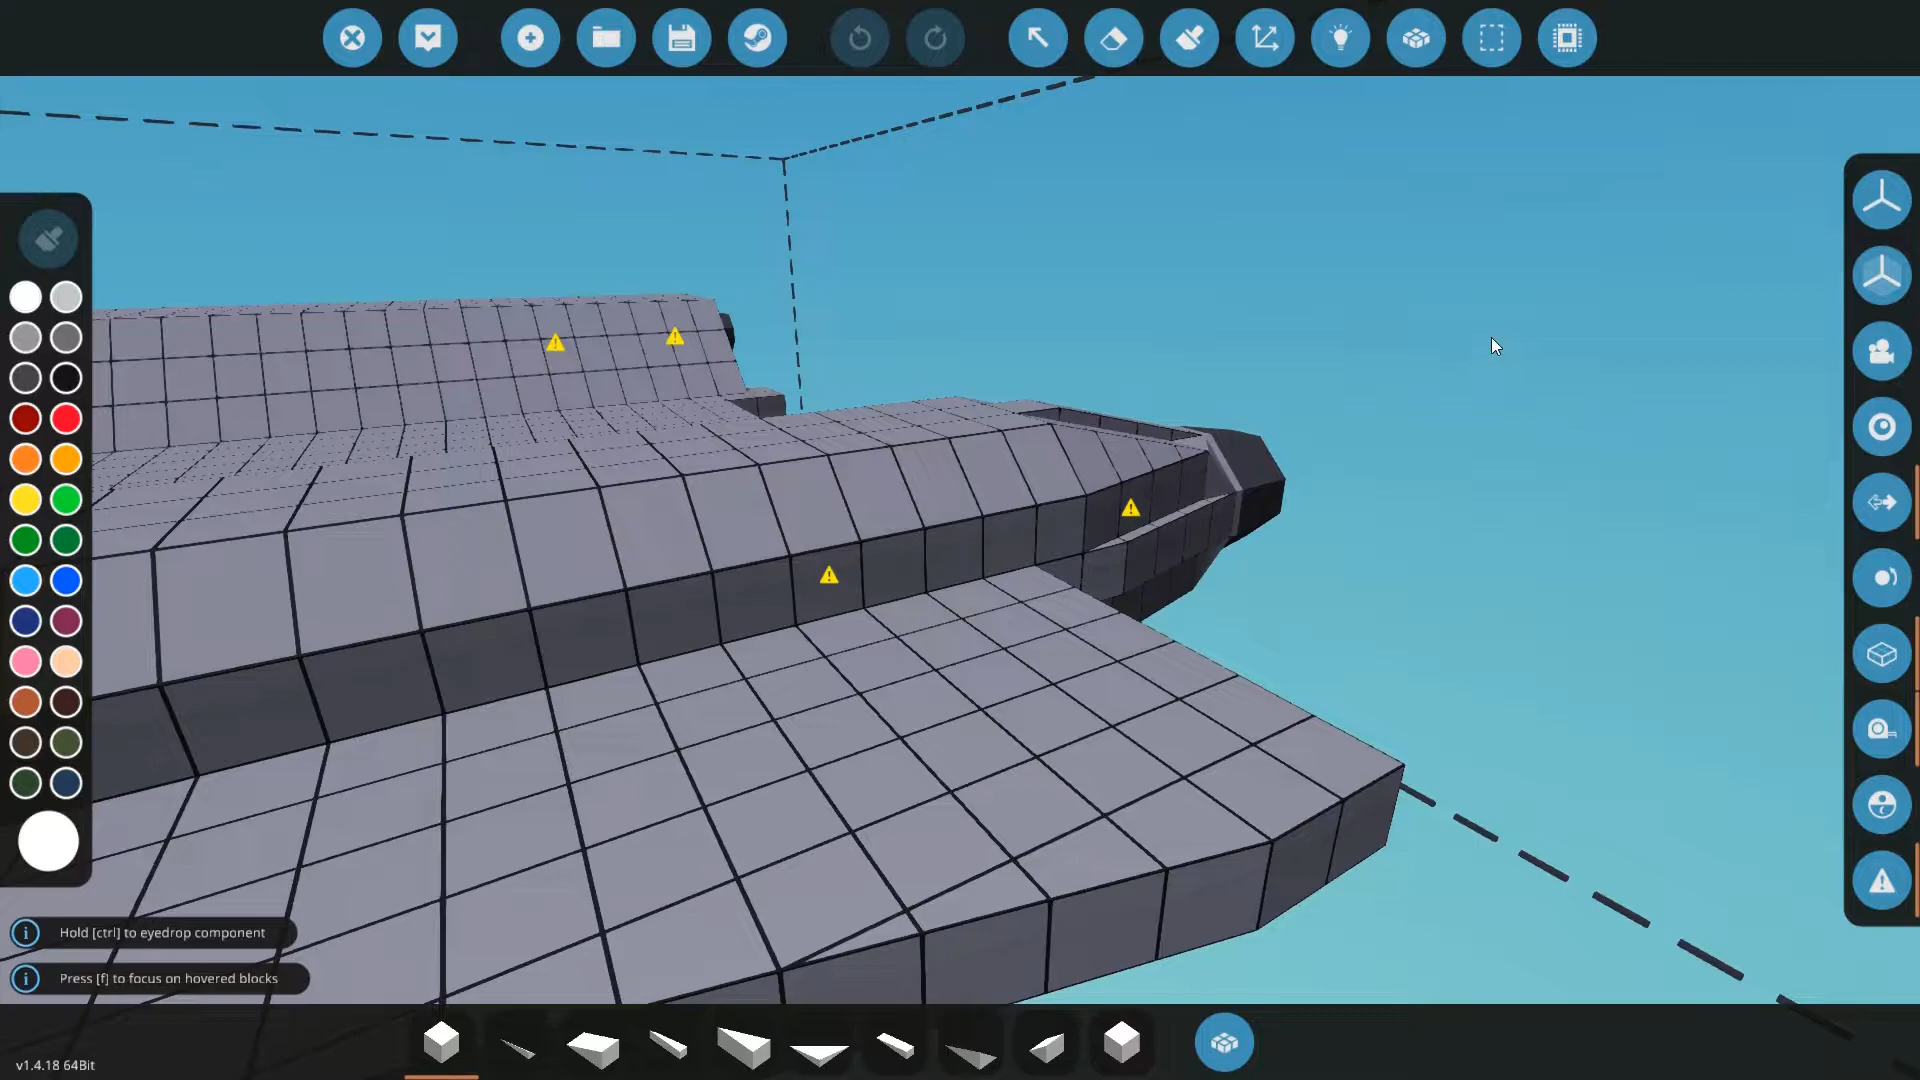 Hold [ctrl] to eyedrop component
Press [f] to focus on hovered blocks
v1.4.18 64Bit